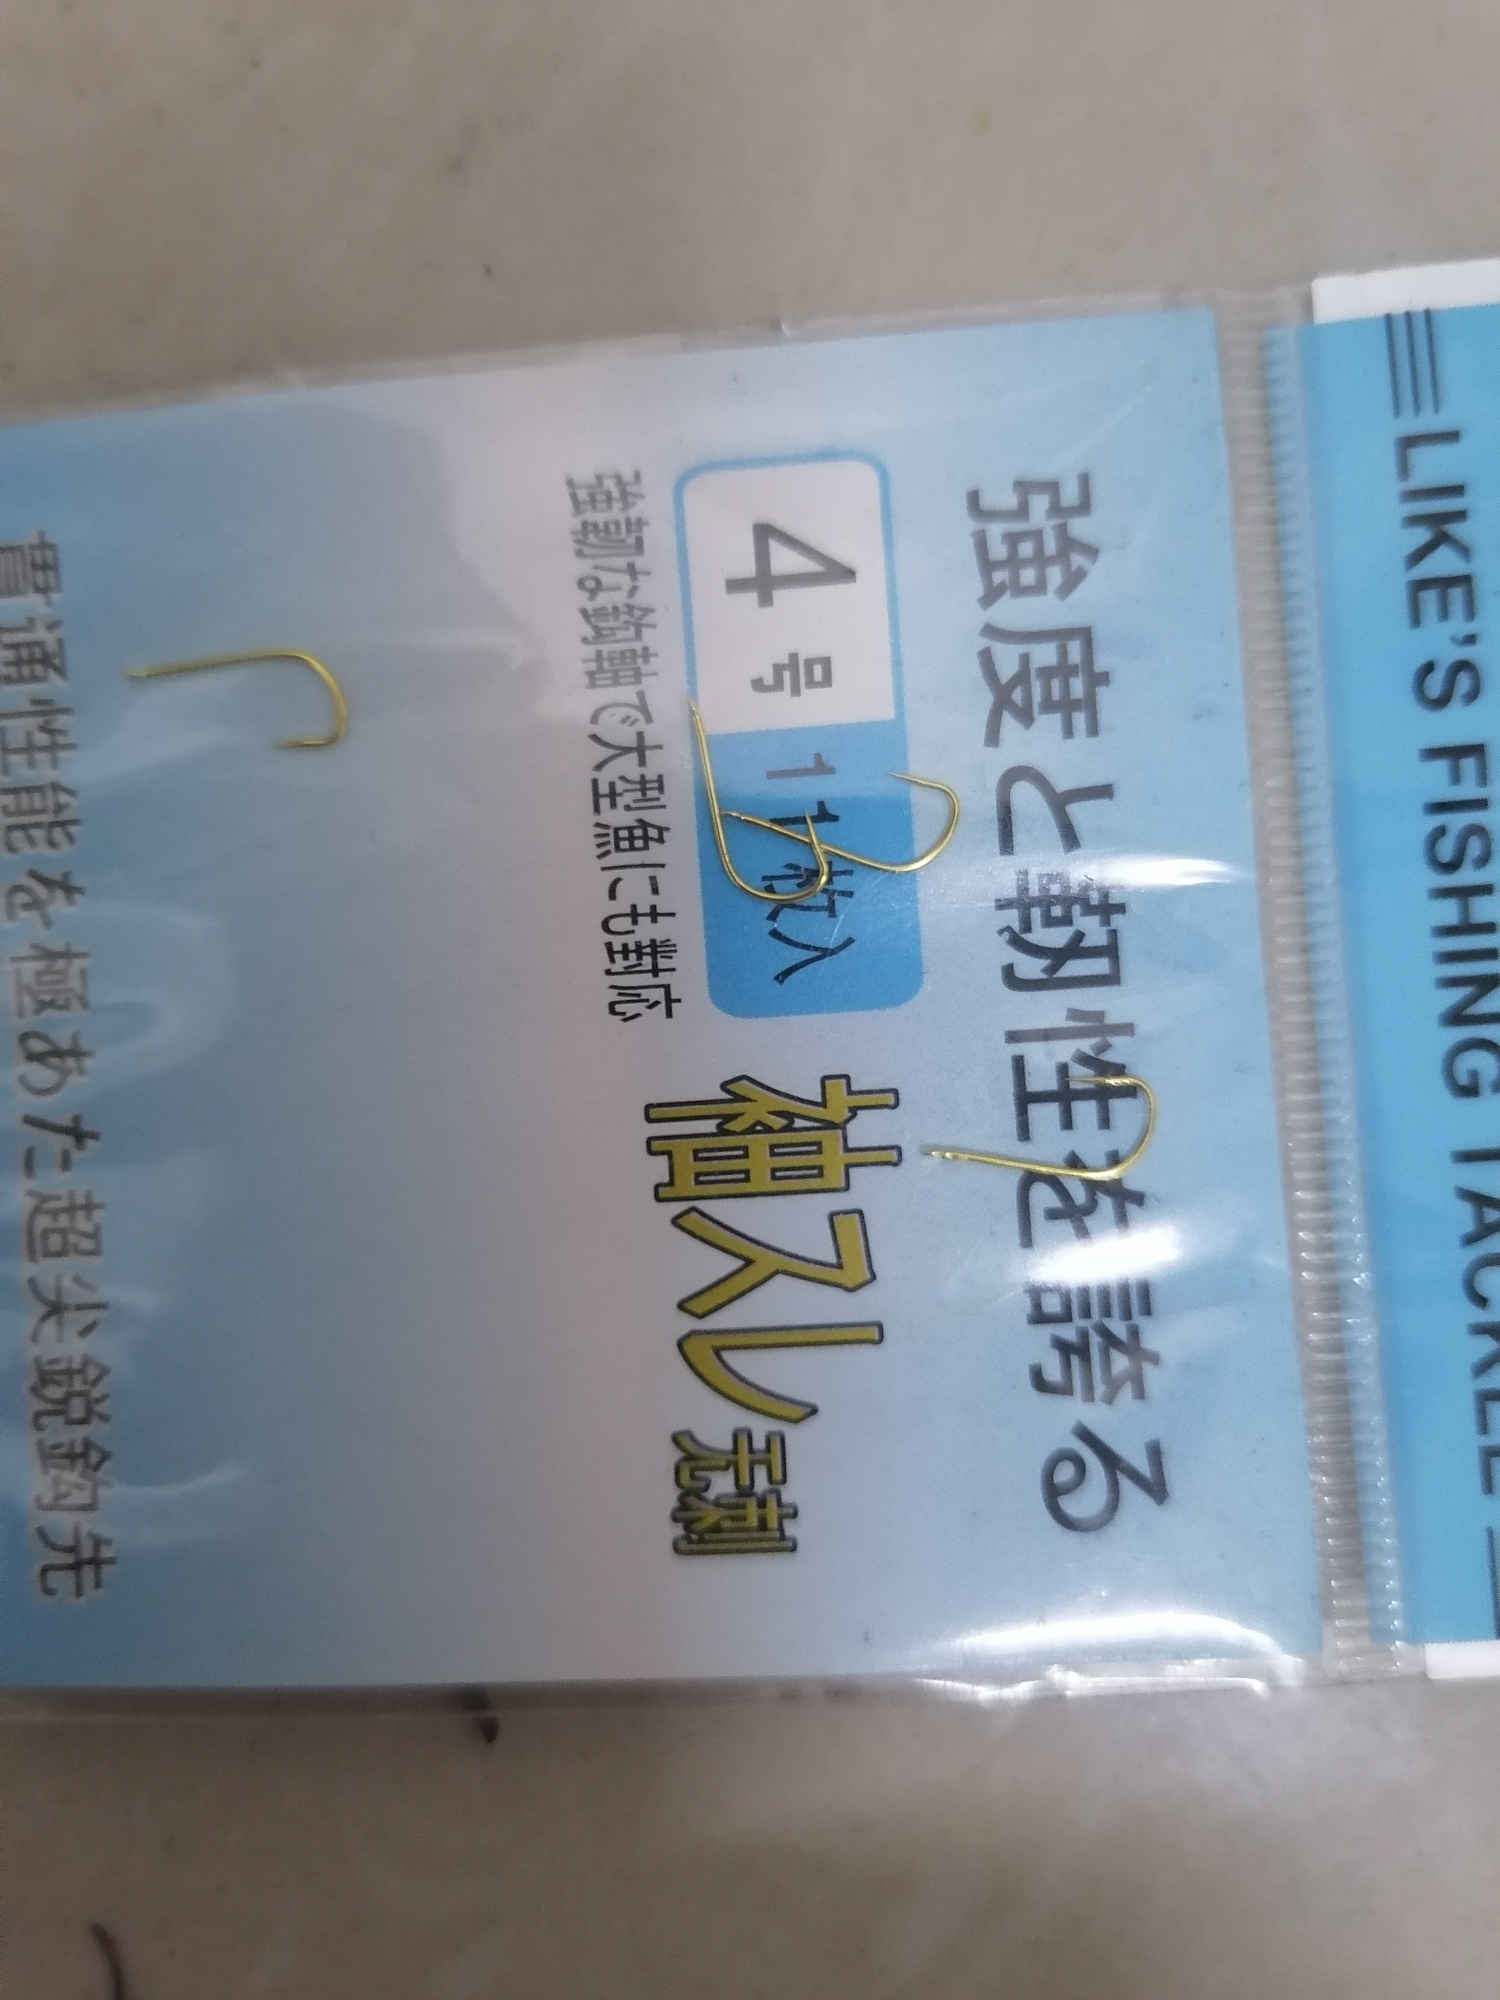 LIKE'S FISHING TACKLE
強度と靭性を誇る
4号
11枚入
袖スレ
無刺
強靭な鈎軸で大型魚にも對応
貫通性能を極めた超尖鋭鈎先